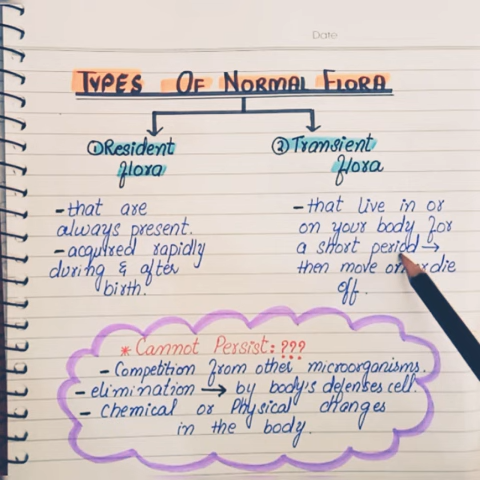 Date
TYPES OF NORMAL FLORA
①Resident flora
- that are
always present.
- acquired rapidly
during & after
birth.
②Transient flora
- that live in or
on your body for
a short period →
then move on or die
off.
* Cannot Persist: ???
- Competition from other microorganisms.
- elimination → by body's defenses cell.
- Chemical or Physical changes
in the body.